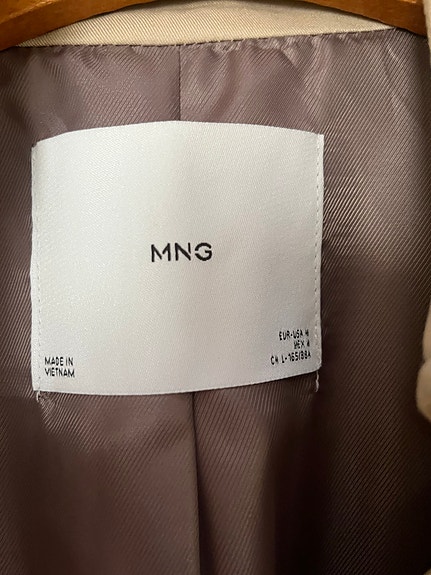 MNG
MADE IN
VIETNAM
EUR-USA M
MEX M
CN L-165/88A